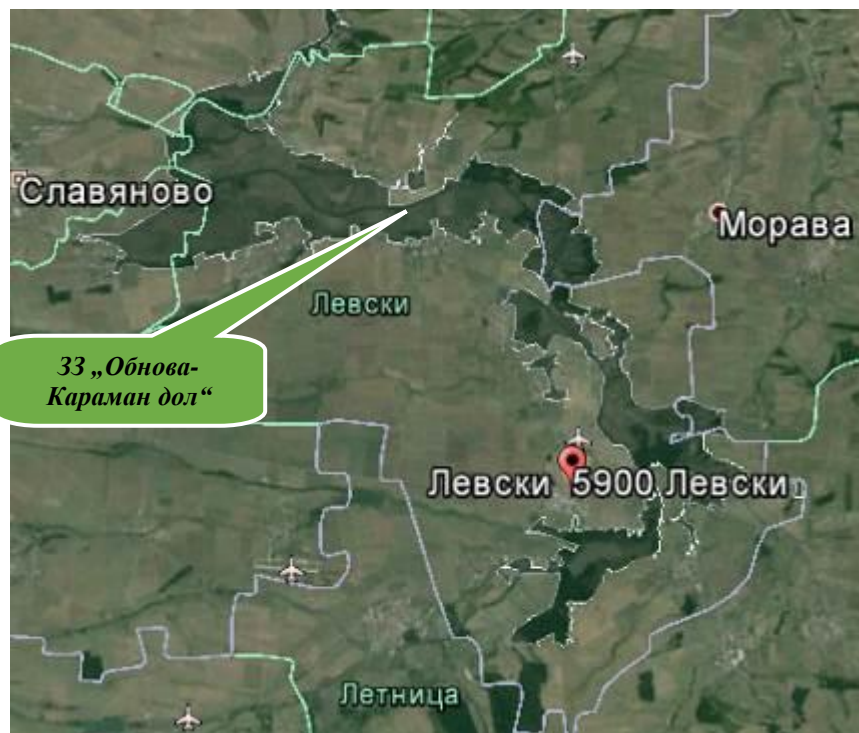 Славяново
Морава
Левски
ЗЗ „Обнова-
Караман дол“
Левски 5900 Левски
Летница